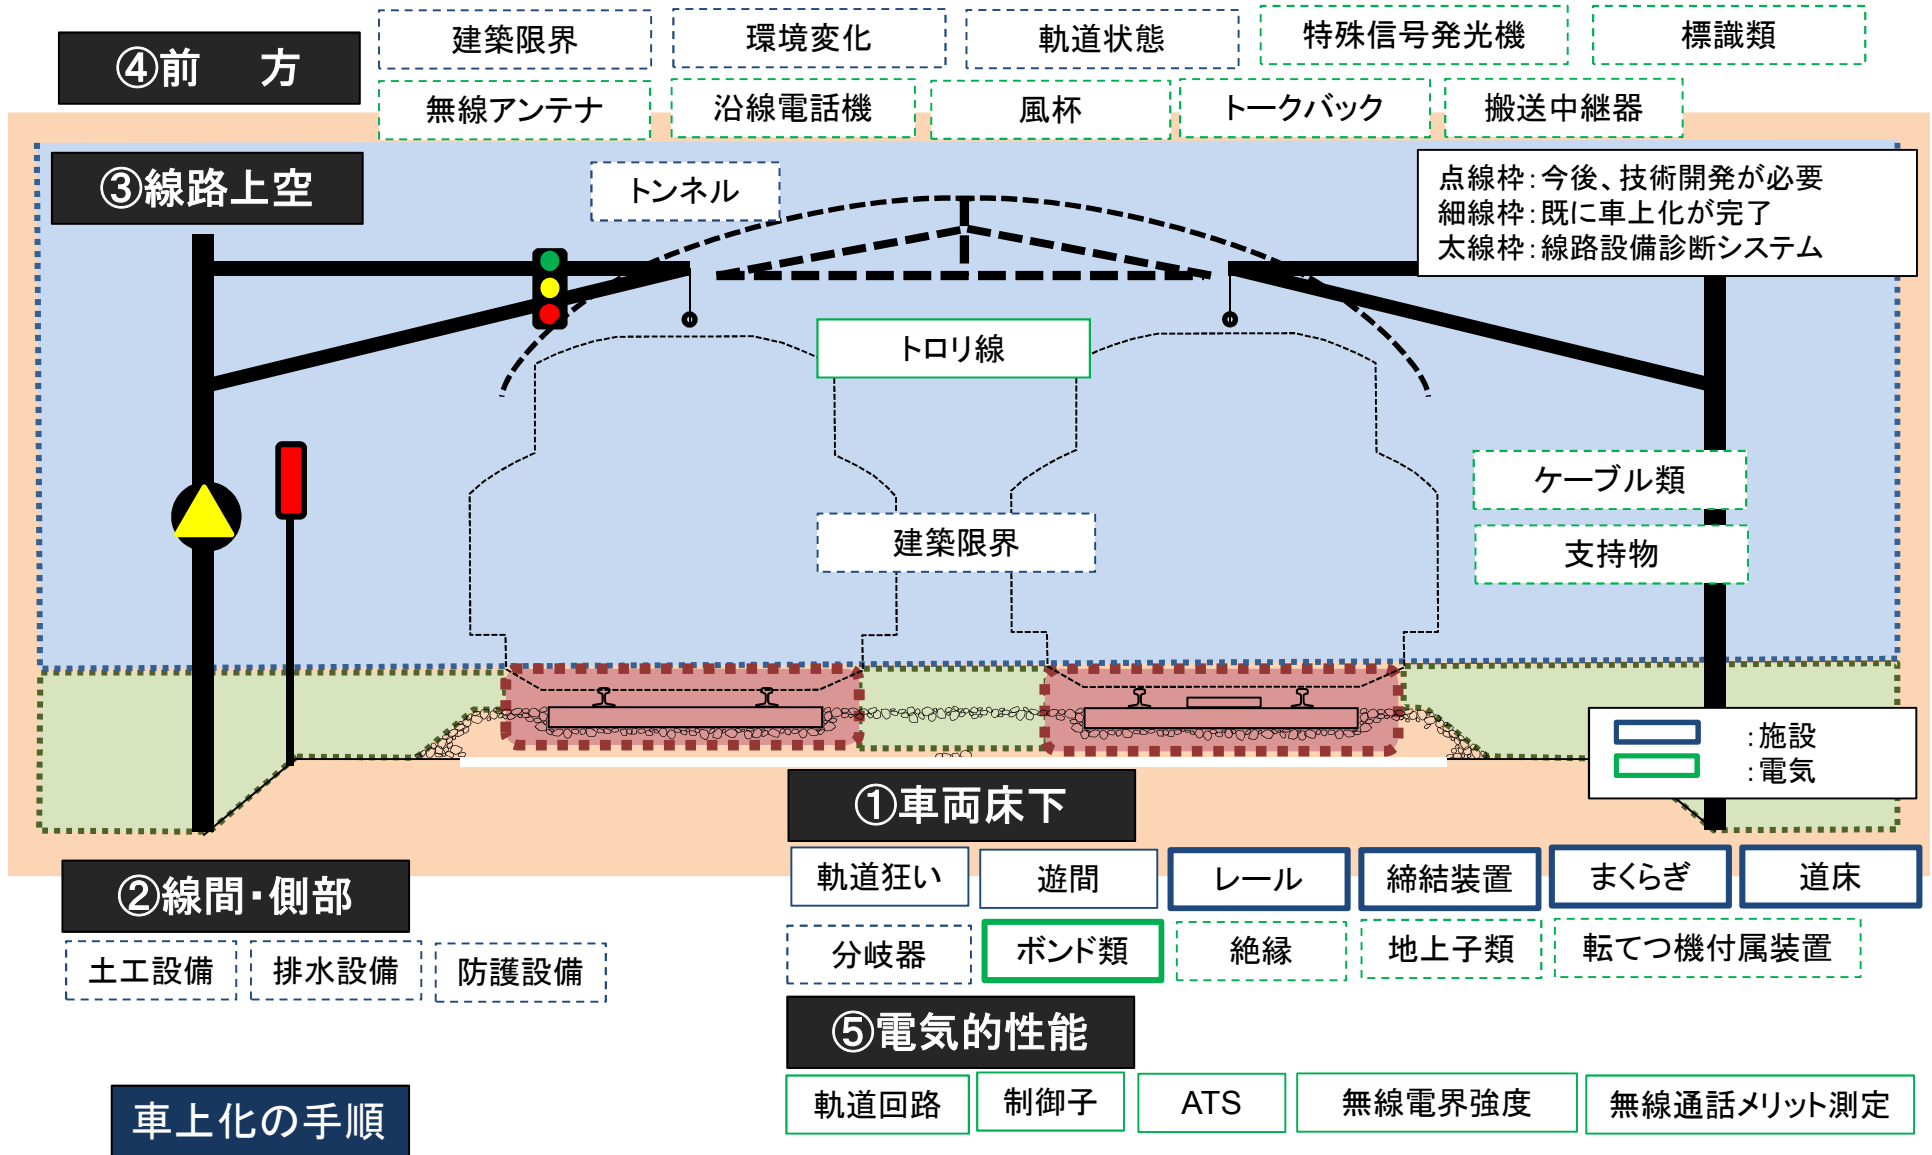 ④前　方
建築限界
環境変化
軌道状態
特殊信号発光機
標識類
無線アンテナ
沿線電話機
風杯
トークバック
搬送中継器
③線路上空
トンネル
点線枠：今後、技術開発が必要
細線枠：既に車上化が完了
太線枠：線路設備診断システム
トロリ線
ケーブル類
建築限界
支持物
：施設
：電気
①車両床下
軌道狂い
遊間
レール
締結装置
まくらぎ
道床
②線間・側部
分岐器
ボンド類
絶縁
地上子類
転てつ機付属装置
土工設備
排水設備
防護設備
⑤電気的性能
軌道回路
制御子
ATS
無線電界強度
無線通話メリット測定
車上化の手順